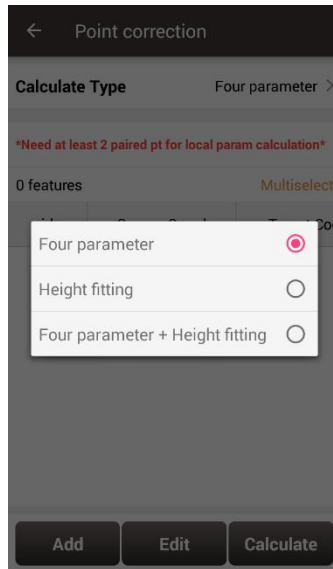 Point correction
Calculate Type Four parameter
*Need at least 2 paired pt for local param calculation*
0 features Multiselect
Four parameter
Height fitting
Four parameter + Height fitting
Add Edit Calculate